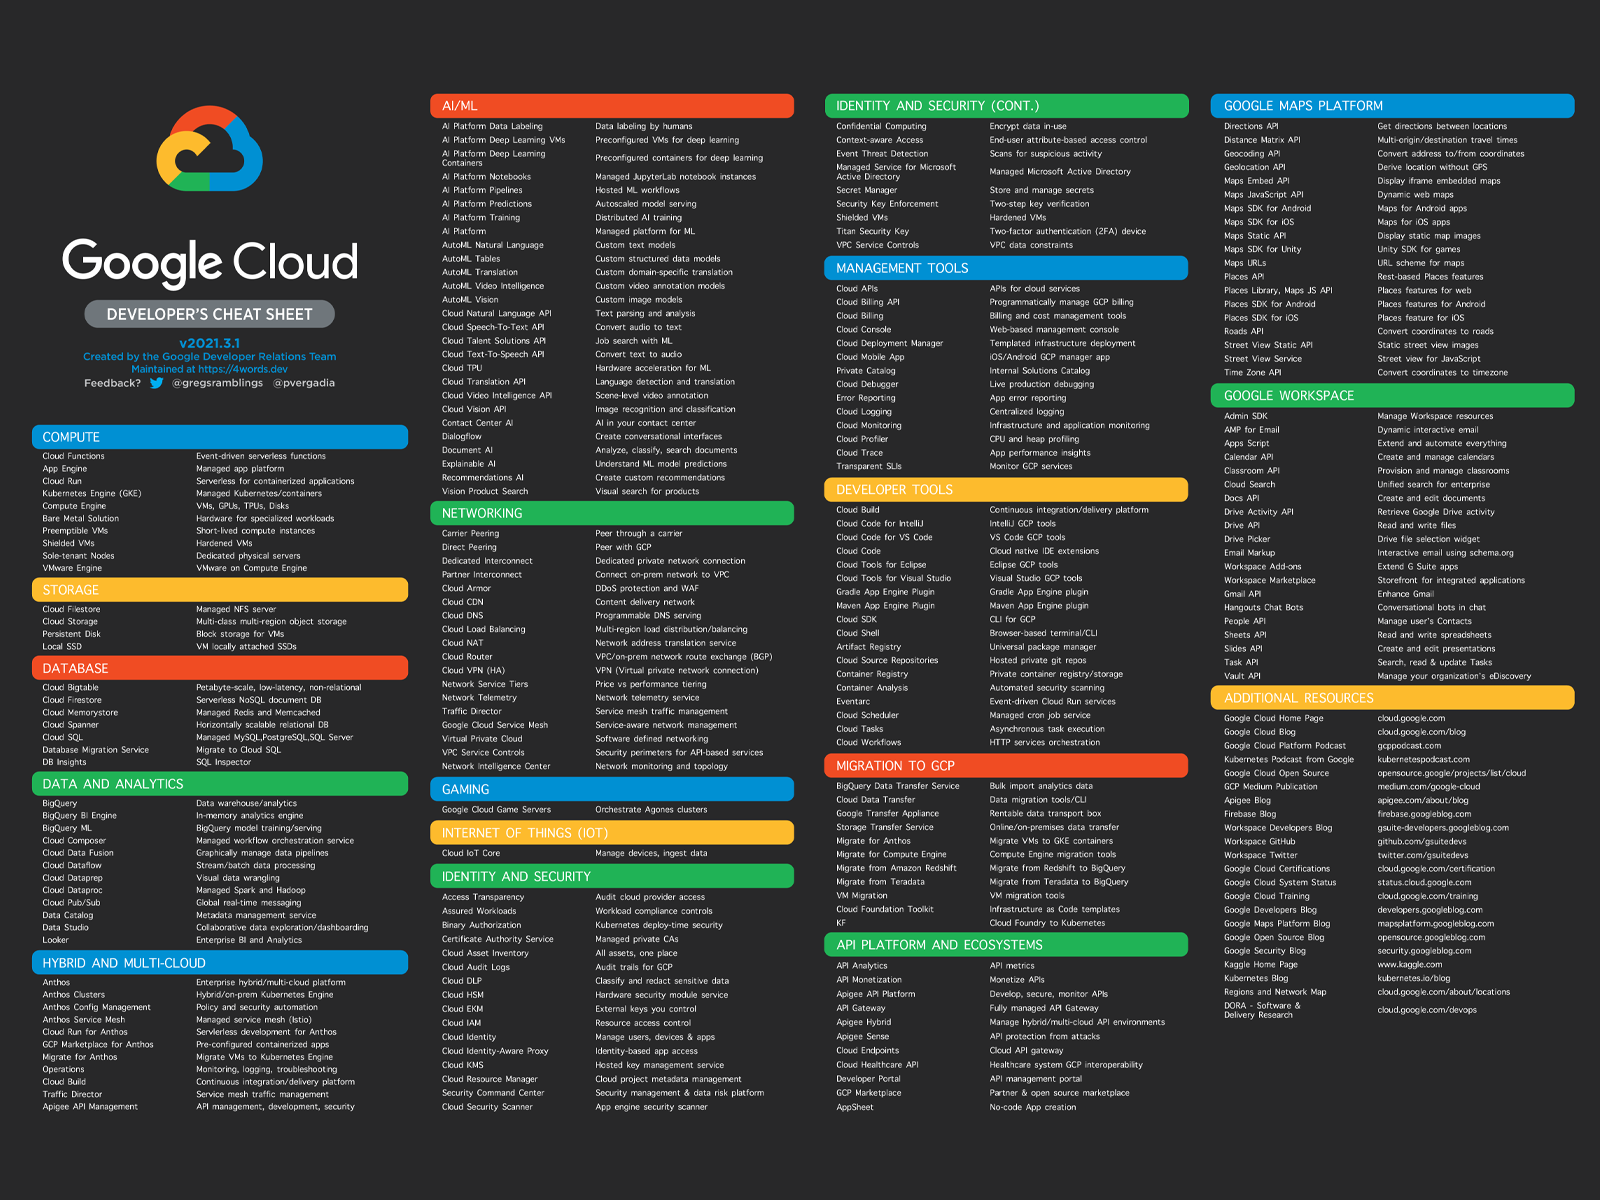 Google Cloud
DEVELOPER'S CHEAT SHEET
v2021.3.1
Created by the Google Developer Relations Team
Maintained at https://4words.dev
Feedback? @gregsramblings @pvergadia
COMPUTE
Cloud Functions Event-driven serverless functions
App Engine Managed app platform
Cloud Run Serverless for containerized applications
Kubernetes Engine (GKE) Managed Kubernetes/containers
Compute Engine VMs, GPUs, TPUs, Disks
Bare Metal Solution Hardware for specialized workloads
Preemptible VMs Short-lived compute instances
Shielded VMs Hardened VMs
Sole-tenant Nodes Dedicated physical servers
VMware Engine VMware on Compute Engine
STORAGE
Cloud Filestore Managed NFS server
Cloud Storage Multi-class multi-region object storage
Persistent Disk Block storage for VMs
Local SSD VM locally attached SSDs
DATABASE
Cloud Bigtable Petabyte-scale, low-latency, non-relational
Cloud Firestore Serverless NoSQL document DB
Cloud Memorystore Managed Redis and Memcached
Cloud Spanner Horizontally scalable relational DB
Cloud SQL Managed MySQL,PostgreSQL,SQL Server
Database Migration Service Migrate to Cloud SQL
DB Insights SQL Inspector
DATA AND ANALYTICS
BigQuery Data warehouse/analytics
BigQuery BI Engine In-memory analytics engine
BigQuery ML BigQuery model training/serving
Cloud Composer Managed workflow orchestration service
Cloud Data Fusion Graphically manage data pipelines
Cloud Dataflow Stream/batch data processing
Cloud Dataprep Visual data wrangling
Cloud Dataproc Managed Spark and Hadoop
Cloud Pub/Sub Global real-time messaging
Data Catalog Metadata management service
Data Studio Collaborative data exploration/dashboarding
Looker Enterprise BI and Analytics
HYBRID AND MULTI-CLOUD
Anthos Enterprise hybrid/multi-cloud platform
Anthos Clusters Hybrid/on-prem Kubernetes Engine
Anthos Config Management Policy and security automation
Anthos Service Mesh Managed service mesh (Istio)
Cloud Run for Anthos Servlerless development for Anthos
GCP Marketplace for Anthos Pre-configured containerized apps
Migrate for Anthos Migrate VMs to Kubernetes Engine
Operations Monitoring, logging, troubleshooting
Cloud Build Continuous integration/delivery platform
Traffic Director Service mesh traffic management
Apigee API Management API management, development, security
AI/ML
AI Platform Data Labeling Data labeling by humans
AI Platform Deep Learning VMs Preconfigured VMs for deep learning
AI Platform Deep Learning
Containers Preconfigured containers for deep learning
AI Platform Notebooks Managed JupyterLab notebook instances
AI Platform Pipelines Hosted ML workflows
AI Platform Predictions Autoscaled model serving
AI Platform Training Distributed AI training
AI Platform Managed platform for ML
AutoML Natural Language Custom text models
AutoML Tables Custom structured data models
AutoML Translation Custom domain-specific translation
AutoML Video Intelligence Custom video annotation models
AutoML Vision Custom image models
Cloud Natural Language API Text parsing and analysis
Cloud Speech-To-Text API Convert audio to text
Cloud Talent Solutions API Job search with ML
Cloud Text-To-Speech API Convert text to audio
Cloud TPU Hardware acceleration for ML
Cloud Translation API Language detection and translation
Cloud Video Intelligence API Scene-level video annotation
Cloud Vision API Image recognition and classification
Contact Center AI AI in your contact center
Dialogflow Create conversational interfaces
Document AI Analyze, classify, search documents
Explainable AI Understand ML model predictions
Recommendations AI Create custom recommendations
Vision Product Search Visual search for products
NETWORKING
Carrier Peering Peer through a carrier
Direct Peering Peer with GCP
Dedicated Interconnect Dedicated private network connection
Partner Interconnect Connect on-prem network to VPC
Cloud Armor DDoS protection and WAF
Cloud CDN Content delivery network
Cloud DNS Programmable DNS serving
Cloud Load Balancing Multi-region load distribution/balancing
Cloud NAT Network address translation service
Cloud Router VPC/on-prem network route exchange (BGP)
Cloud VPN (HA) VPN (Virtual private network connection)
Network Service Tiers Price vs performance tiering
Network Telemetry Network telemetry service
Traffic Director Service mesh traffic management
Google Cloud Service Mesh Service-aware network management
Virtual Private Cloud Software defined networking
VPC Service Controls Security perimeters for API-based services
Network Intelligence Center Network monitoring and topology
GAMING
Google Cloud Game Servers Orchestrate Agones clusters
INTERNET OF THINGS (IOT)
Cloud IoT Core Manage devices, ingest data
IDENTITY AND SECURITY
Access Transparency Audit cloud provider access
Assured Workloads Workload compliance controls
Binary Authorization Kubernetes deploy-time security
Certificate Authority Service Managed private CAs
Cloud Asset Inventory All assets, one place
Cloud Audit Logs Audit trails for GCP
Cloud DLP Classify and redact sensitive data
Cloud HSM Hardware security module service
Cloud EKM External keys you control
Cloud IAM Resource access control
Cloud Identity Manage users, devices & apps
Cloud Identity-Aware Proxy Identity-based app access
Cloud KMS Hosted key management service
Cloud Resource Manager Cloud project metadata management
Security Command Center Security management & data risk platform
Cloud Security Scanner App engine security scanner
IDENTITY AND SECURITY (CONT.)
Confidential Computing Encrypt data in-use
Context-aware Access End-user attribute-based access control
Event Threat Detection Scans for suspicious activity
Managed Service for Microsoft
Active Directory Managed Microsoft Active Directory
Secret Manager Store and manage secrets
Security Key Enforcement Two-step key verification
Shielded VMs Hardened VMs
Titan Security Key Two-factor authentication (2FA) device
VPC Service Controls VPC data constraints
MANAGEMENT TOOLS
Cloud APIs APIs for cloud services
Cloud Billing API Programmatically manage GCP billing
Cloud Billing Billing and cost management tools
Cloud Console Web-based management console
Cloud Deployment Manager Templated infrastructure deployment
Cloud Mobile App iOS/Android GCP manager app
Private Catalog Internal Solutions Catalog
Cloud Debugger Live production debugging
Error Reporting App error reporting
Cloud Logging Centralized logging
Cloud Monitoring Infrastructure and application monitoring
Cloud Profiler CPU and heap profiling
Cloud Trace App performance insights
Transparent SLIs Monitor GCP services
DEVELOPER TOOLS
Cloud Build Continuous integration/delivery platform
Cloud Code for IntelliJ IntelliJ GCP tools
Cloud Code for VS Code VS Code GCP tools
Cloud Code Cloud native IDE extensions
Cloud Tools for Eclipse Eclipse GCP tools
Cloud Tools for Visual Studio Visual Studio GCP tools
Gradle App Engine Plugin Gradle App Engine plugin
Maven App Engine Plugin Maven App Engine plugin
Cloud SDK CLI for GCP
Cloud Shell Browser-based terminal/CLI
Artifact Registry Universal package manager
Cloud Source Repositories Hosted private git repos
Container Registry Private container registry/storage
Container Analysis Automated security scanning
Eventarc Event-driven Cloud Run services
Cloud Scheduler Managed cron job service
Cloud Tasks Asynchronous task execution
Cloud Workflows HTTP services orchestration
MIGRATION TO GCP
BigQuery Data Transfer Service Bulk import analytics data
Cloud Data Transfer Data migration tools/CLI
Google Transfer Appliance Rentable data transport box
Storage Transfer Service Online/on-premises data transfer
Migrate for Anthos Migrate VMs to GKE containers
Migrate for Compute Engine Compute Engine migration tools
Migrate from Amazon Redshift Migrate from Redshift to BigQuery
Migrate from Teradata Migrate from Teradata to BigQuery
VM Migration VM migration tools
Cloud Foundation Toolkit Infrastructure as Code templates
KF Cloud Foundry to Kubernetes
API PLATFORM AND ECOSYSTEMS
API Analytics API metrics
API Monetization Monetize APIs
Apigee API Platform Develop, secure, monitor APIs
API Gateway Fully managed API Gateway
Apigee Hybrid Manage hybrid/multi-cloud API environments
Apigee Sense API protection from attacks
Cloud Endpoints Cloud API gateway
Cloud Healthcare API Healthcare system GCP interoperability
Developer Portal API management portal
GCP Marketplace Partner & open source marketplace
AppSheet No-code App creation
GOOGLE MAPS PLATFORM
Directions API Get directions between locations
Distance Matrix API Multi-origin/destination travel times
Geocoding API Convert address to/from coordinates
Geolocation API Derive location without GPS
Maps Embed API Display iframe embedded maps
Maps JavaScript API Dynamic web maps
Maps SDK for Android Maps for Android apps
Maps SDK for iOS Maps for iOS apps
Maps Static API Display static map images
Maps SDK for Unity Unity SDK for games
Maps URLs URL scheme for maps
Places API Rest-based Places features
Places Library, Maps JS API Places features for web
Places SDK for Android Places features for Android
Places SDK for iOS Places feature for iOS
Roads API Convert coordinates to roads
Street View Static API Static street view images
Street View Service Street view for JavaScript
Time Zone API Convert coordinates to timezone
GOOGLE WORKSPACE
Admin SDK Manage Workspace resources
AMP for Email Dynamic interactive email
Apps Script Extend and automate everything
Calendar API Create and manage calendars
Classroom API Provision and manage classrooms
Cloud Search Unified search for enterprise
Docs API Create and edit documents
Drive Activity API Retrieve Google Drive activity
Drive API Read and write files
Drive Picker Drive file selection widget
Email Markup Interactive email using schema.org
Workspace Add-ons Extend G Suite apps
Workspace Marketplace Storefront for integrated applications
Gmail API Enhance Gmail
Hangouts Chat Bots Conversational bots in chat
People API Manage user's Contacts
Sheets API Read and write spreadsheets
Slides API Create and edit presentations
Task API Search, read & update Tasks
Vault API Manage your organization's eDiscovery
ADDITIONAL RESOURCES
Google Cloud Home Page cloud.google.com
Google Cloud Blog cloud.google.com/blog
Google Cloud Platform Podcast gcppodcast.com
Kubernetes Podcast from Google kubernetespodcast.com
Google Cloud Open Source opensource.google/projects/list/cloud
GCP Medium Publication medium.com/google-cloud
Apigee Blog apigee.com/about/blog
Firebase Blog firebase.googleblog.com
Workspace Developers Blog gsuite-developers.googleblog.com
Workspace GitHub github.com/gsuitedevs
Workspace Twitter twitter.com/gsuitedevs
Google Cloud Certifications cloud.google.com/certification
Google Cloud System Status status.cloud.google.com
Google Cloud Training cloud.google.com/training
Google Developers Blog developers.googleblog.com
Google Maps Platform Blog mapsplatform.googleblog.com
Google Open Source Blog opensource.googleblog.com
Google Security Blog security.googleblog.com
Kaggle Home Page www.kaggle.com
Kubernetes Blog kubernetes.io/blog
Regions and Network Map cloud.google.com/about/locations
DORA - Software &
Delivery Research cloud.google.com/devops